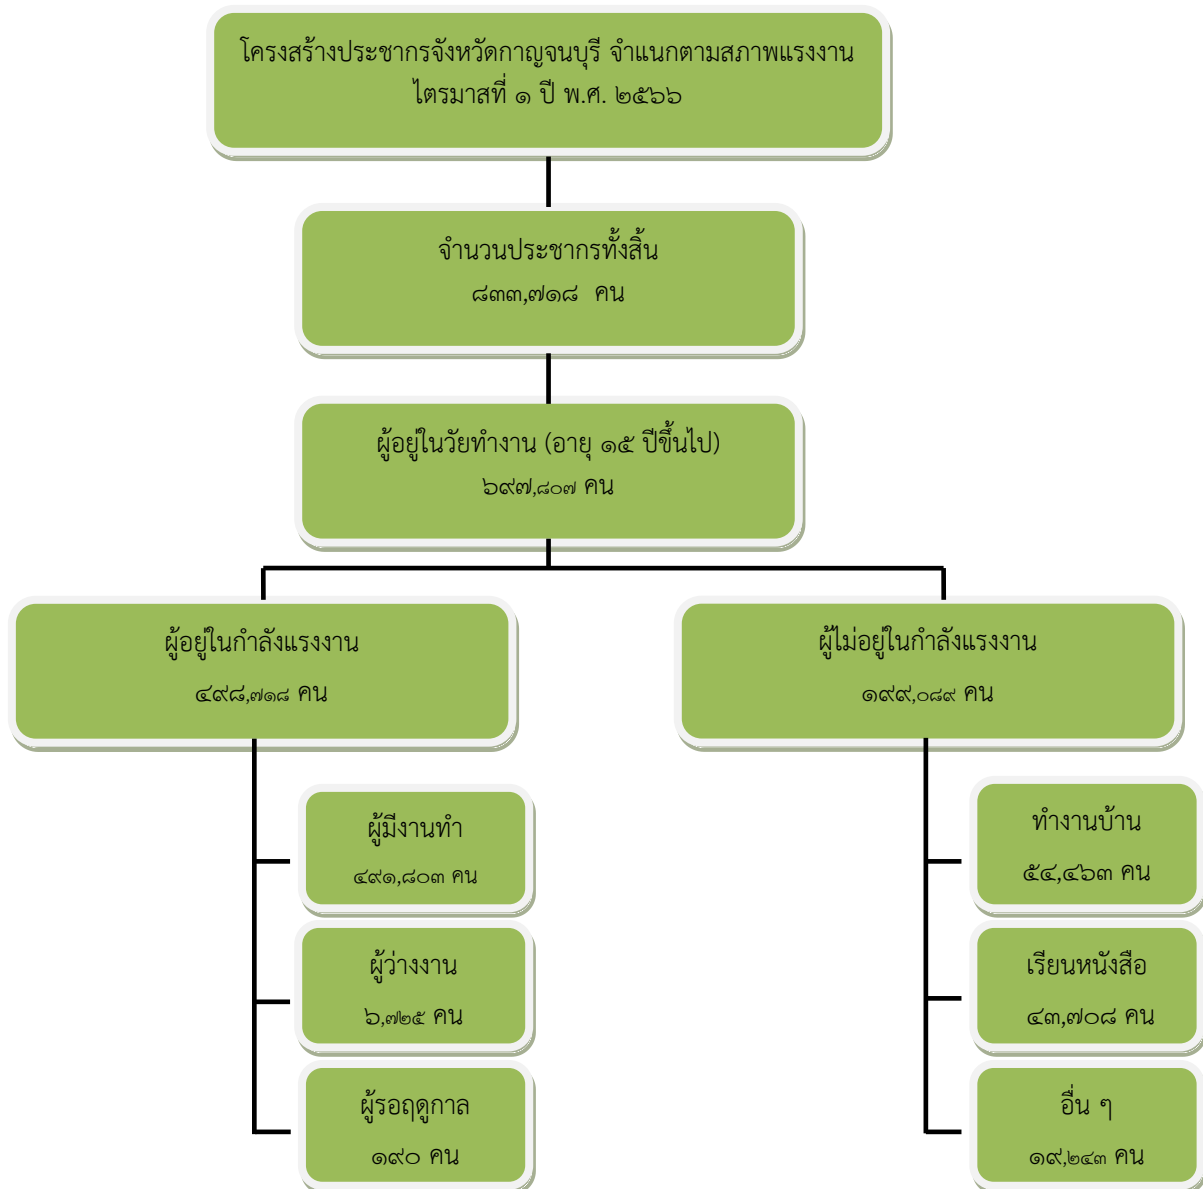 โครงสร้างประชากรจังหวัดกาญจนบุรี จำแนกตามสภาพแรงงาน
ไตรมาสที่ ๑ ปี พ.ศ. ๒๕๖๖
จำนวนประชากรทั้งสิ้น
๘๓๓,๗๑๘ คน
ผู้อยู่ในวัยทำงาน (อายุ ๑๕ ปีขึ้นไป)
๖๙๗,๘๐๗ คน
ผู้อยู่ในกำลังแรงงาน
๔๙๘,๗๑๘ คน
ผู้ไม่อยู่ในกำลังแรงงาน
๑๙๙,๐๘๙ คน
ผู้มีงานทำ
๔๙๑,๘๐๓ คน
ผู้ว่างงาน
๖,๗๒๕ คน
ผู้รอฤดูกาล
๑๙๐ คน
ทำงานบ้าน
๕๔,๔๖๓ คน
เรียนหนังสือ
๔๓,๗๐๘ คน
อื่น ๆ
๑๙,๒๔๓ คน